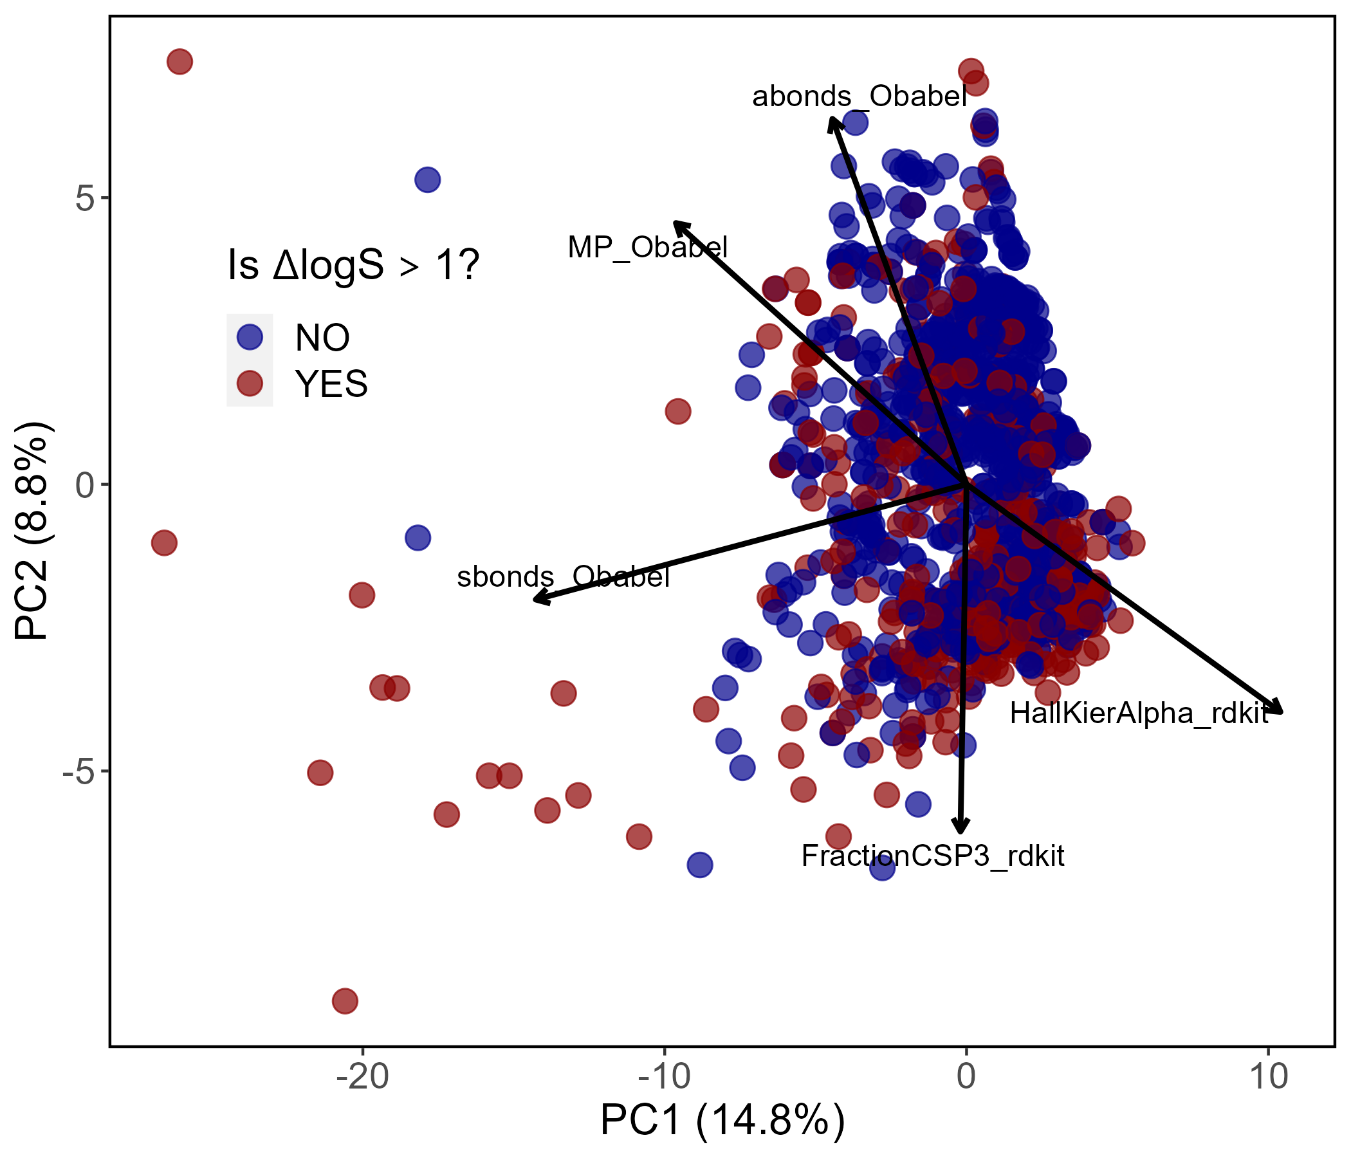 abonds_Obabel
5
MP_Obabel
Is ΔlogS > 1?
NO
YES
0
sbonds_Obabel
HallKierAlpha_rdkit
-5
FractionCSP3_rdkit
PC2 (8.8%)
-20
-10
0
10
PC1 (14.8%)